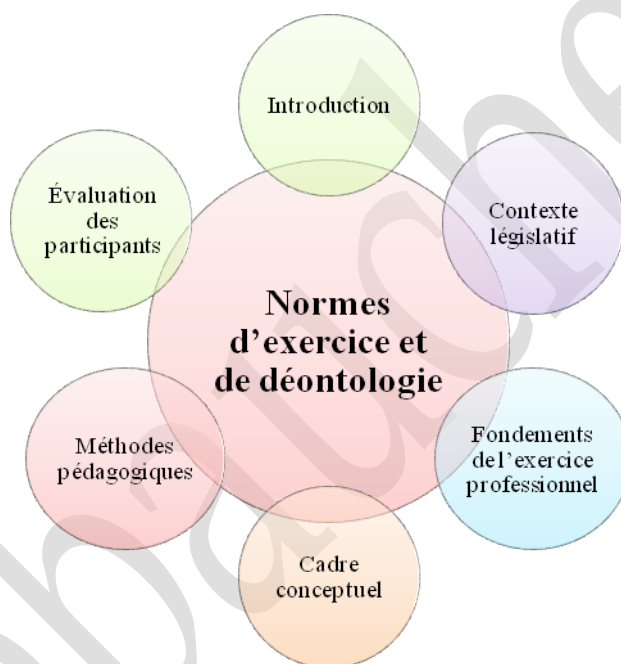 Introduction
Contexte
législatif
Fondements
de l'exercice
professionnel
Cadre
conceptuel
Méthodes
pédagogiques
Évaluation
des
participants
Normes
d'exercice et
de déontologie